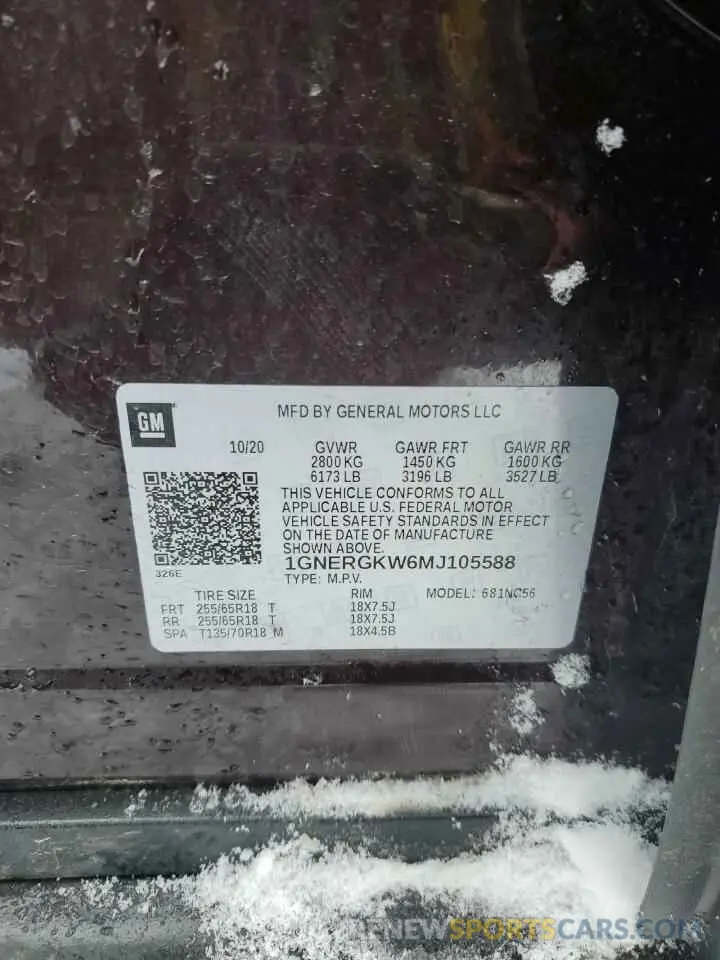 GM
MFD BY GENERAL MOTORS LLC
10/20 GVWR GAWR FRT GAWR RR
2800 KG 1450 KG 1600 KG
6173 LB 3196 LB 3527 LB
THIS VEHICLE CONFORMS TO ALL
APPLICABLE U.S. FEDERAL MOTOR
VEHICLE SAFETY STANDARDS IN EFFECT
ON THE DATE OF MANUFACTURE
SHOWN ABOVE.
326E
1GNERGKW6MJ105588
TYPE: M.P.V.
TIRE SIZE RIM MODEL: 681NC56
FRT 255/65R18 T 18X7.5J
RR 255/65R18 T 18X7.5J
SPA T135/70R18 M 18X4.5B
RENEWSPORTSCARS.COM